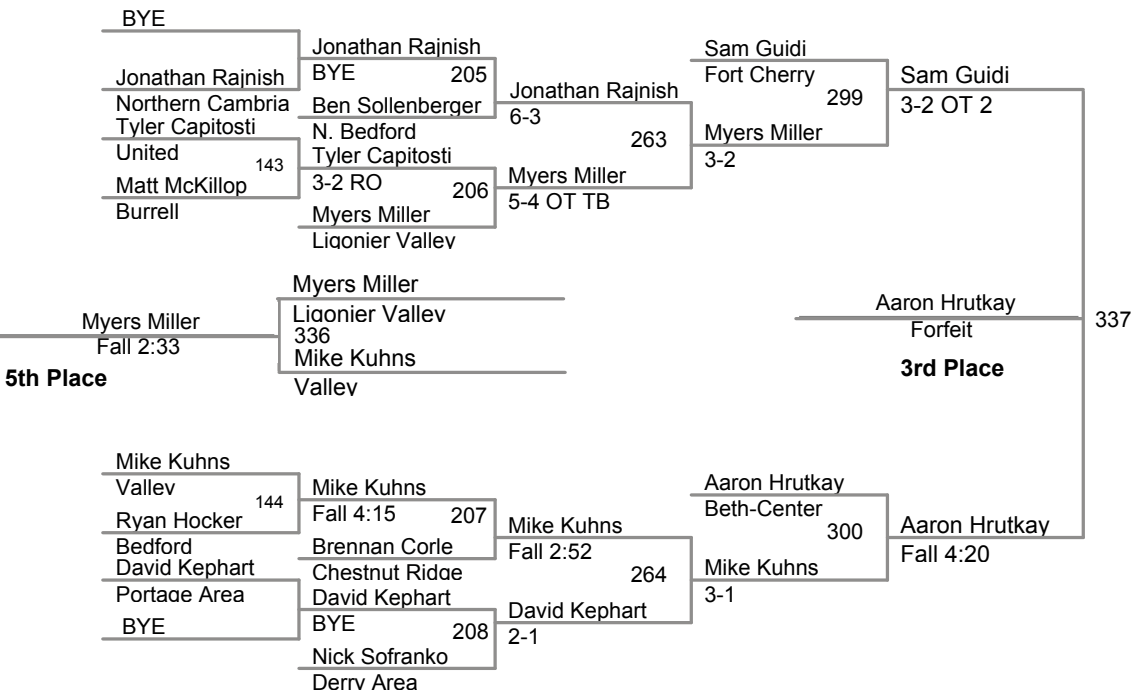 BYE
Jonathan Rajnish
Northern Cambria
Tyler Capitosti
United
143
Matt McKillop
Burrell
Jonathan Rajnish
BYE
205
Ben Sollenberger
N. Bedford
Tyler Capitosti
3-2 RO
206
Myers Miller
Ligonier Valley
Jonathan Rajnish
6-3
263
Myers Miller
5-4 OT TB
Sam Guidi
Fort Cherry
299
Myers Miller
3-2
Sam Guidi
3-2 OT 2
Myers Miller
Ligonier Valley
336
Mike Kuhns
Valley
Myers Miller
Fall 2:33
5th Place
Aaron Hrutkay
Forfeit
3rd Place
337
Mike Kuhns
Valley
144
Ryan Hocker
Bedford
David Kephart
Portage Area
BYE
Mike Kuhns
Fall 4:15
207
Brennan Corle
Chestnut Ridge
David Kephart
BYE
208
Nick Sofranko
Derry Area
Mike Kuhns
Fall 2:52
264
David Kephart
2-1
Aaron Hrutkay
Beth-Center
300
Mike Kuhns
3-1
Aaron Hrutkay
Fall 4:20